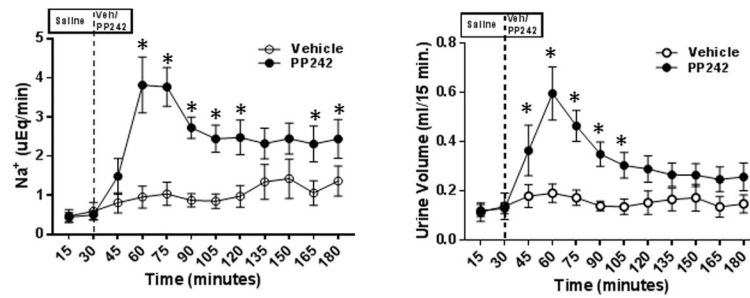 Saline
Veh/
PP242
Vehicle
PP242
*
*
*
*
*
*
*
5
4
3
2
1
0
Na+ (uEq/min)
15 30 45 60 75 90 105 120 135 150 165 180
Time (minutes)
Saline
Veh/
PP242
Vehicle
PP242
*
*
*
*
*
0.8
0.6
0.4
0.2
0.0
Urine Volume (ml/15 min.)
15 30 45 60 75 90 105 120 135 150 165 180
Time (minutes)